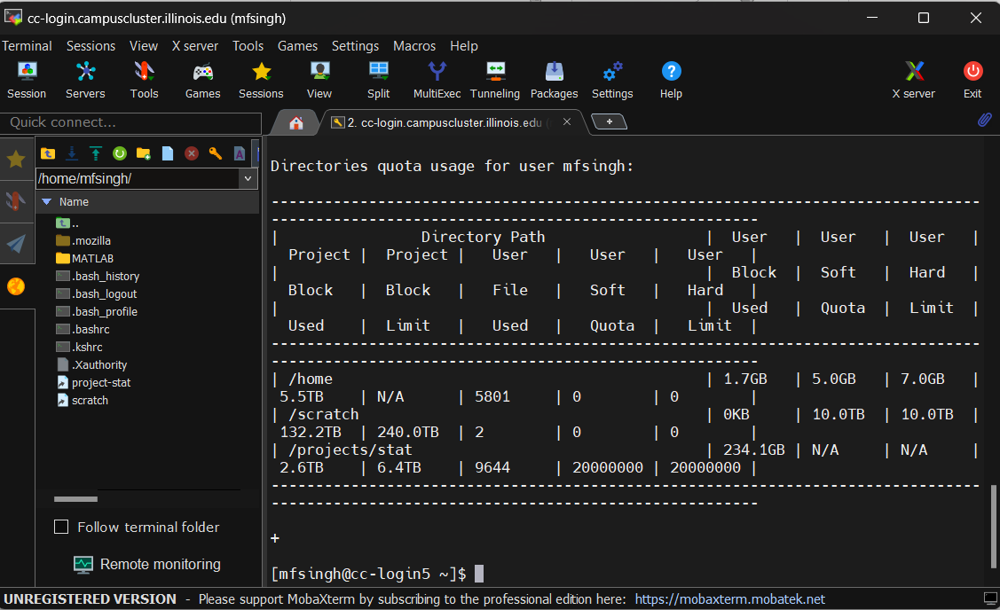 cc-login.campuscluster.illinois.edu (mfsingh)
Terminal Sessions View X server Tools Games Settings Macros Help
Session Servers Tools Games Sessions View Split MultiExec Tunneling Packages Settings Help X server Exit
Quick connect...
2. cc-login.campuscluster.illinois.edu (
/home/mfsingh/
Name
..
.mozilla
MATLAB
.bash_history
.bash_logout
.bash_profile
.bashrc
.kshrc
.Xauthority
project-stat
scratch
Follow terminal folder
Remote monitoring
Directories quota usage for user mfsingh:
--------------------------------------------------------------------------------
-------------------------------------------------------
|                Directory Path                  |  User   |  User   |  User   |
  Project |  Project |   User   |   User   |   User   |
|                                                |  Block  |  Soft   |  Hard   |
  Block   |  Block   |   File   |   Soft   |   Hard   |
|                                                |  Used   |  Quota  |  Limit  |
  Used    |  Limit   |   Used   |   Quota  |   Limit  |
--------------------------------------------------------------------------------
-------------------------------------------------------
| /home                                          | 1.7GB   | 5.0GB   | 7.0GB   |
 5.5TB    | N/A      | 5801     | 0        | 0        |
| /scratch                                       | 0KB     | 10.0TB  | 10.0TB  |
 132.2TB  | 240.0TB  | 2        | 0        | 0        |
| /projects/stat                                 | 234.1GB | N/A     | N/A     |
 2.6TB    | 6.4TB    | 9644     | 20000000 | 20000000 |
--------------------------------------------------------------------------------
-------------------------------------------------------
+
[mfsingh@cc-login5 ~]$
UNREGISTERED VERSION - Please support MobaXterm by subscribing to the professional edition here: https://mobaxterm.mobatek.net